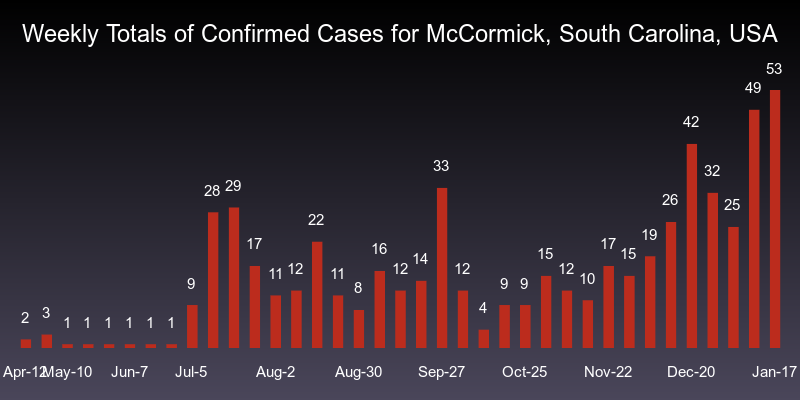 Weekly Totals of Confirmed Cases for McCormick, South Carolina, USA
2 3 1 1 1 1 1 1 9 28 29 17 11 12 22 11 8 16 12 14 33 12 4 9 9 15 12 10 17 15 19 26 42 32 25 49 53
Apr-12 May-10 Jun-7 Jul-5 Aug-2 Aug-30 Sep-27 Oct-25 Nov-22 Dec-20 Jan-17